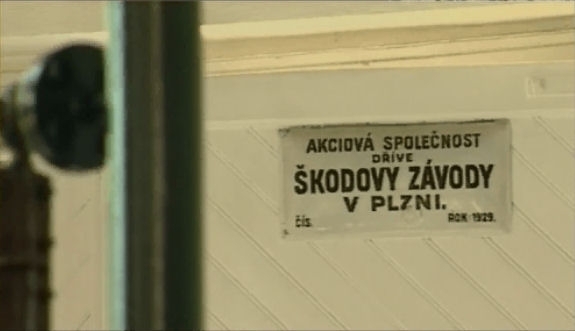 AKCIOVÁ SPOLEČNOST
DŘÍVE
ŠKODOVY ZÁVODY
V PLZNI.
čís. ROK 1929.